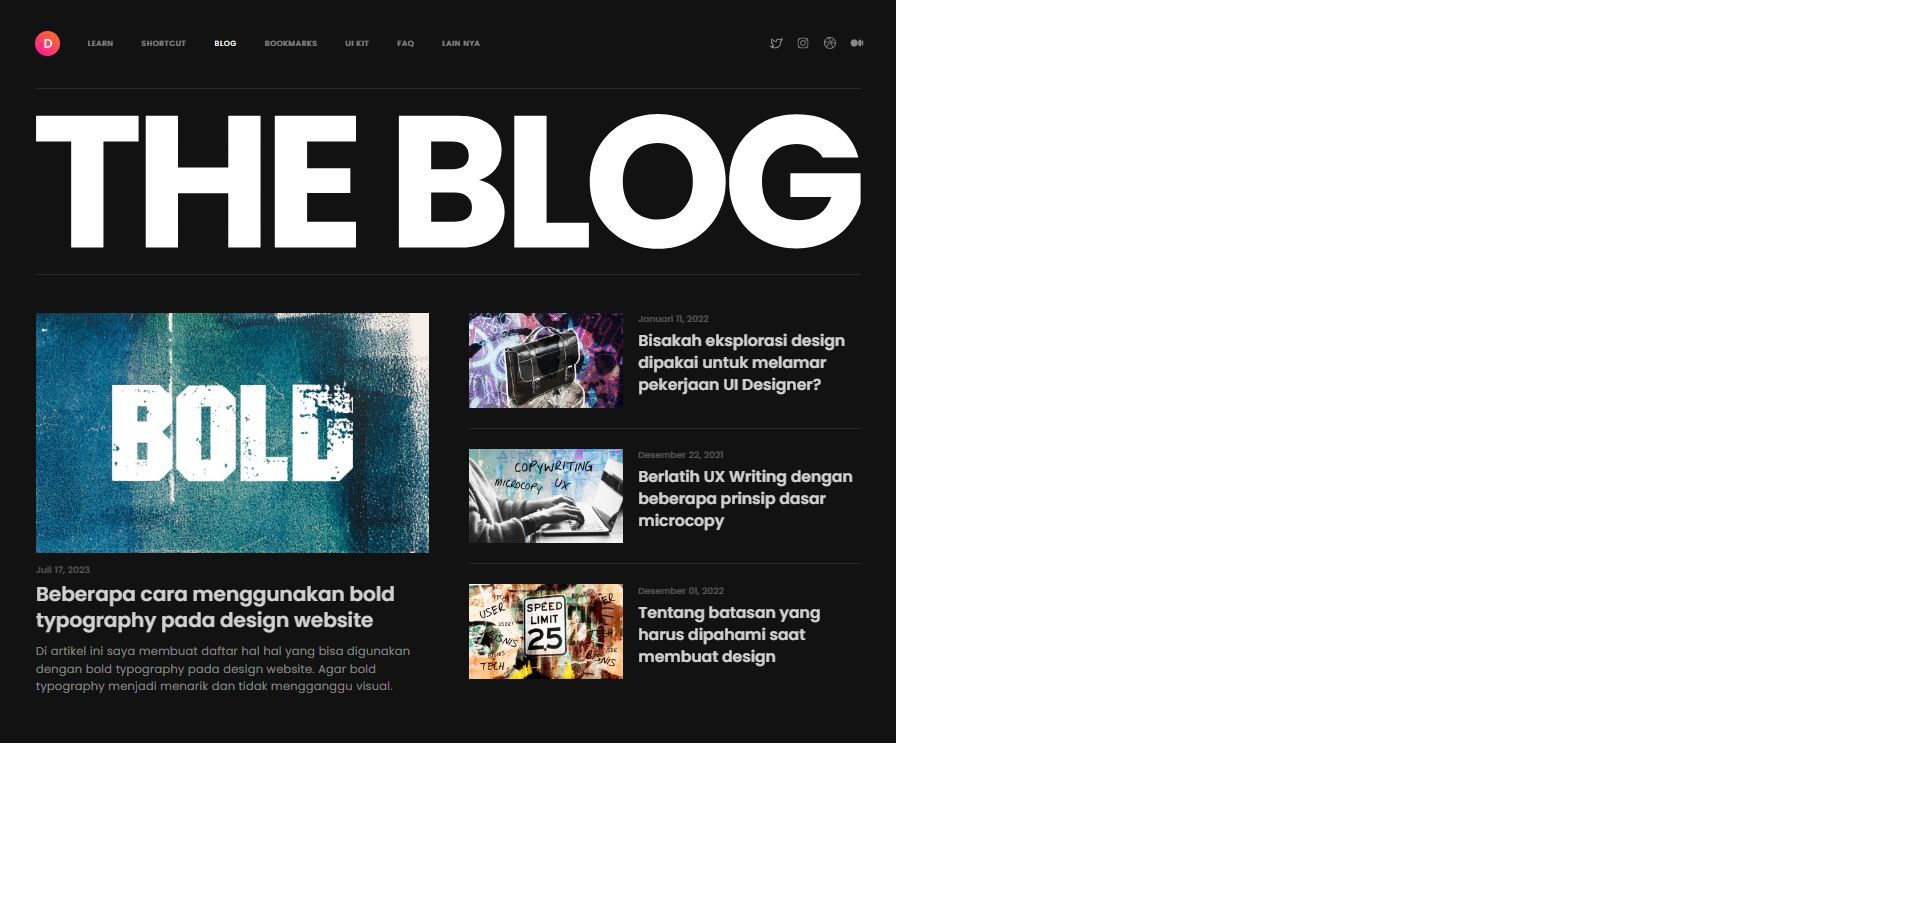 D
LEARN
SHORTCUT
BLOG
BOOKMARKS
UI KIT
FAQ
LAIN NYA
THE BLOG
BOLD
Juli 17, 2023
Beberapa cara menggunakan bold
typography pada design website
Di artikel ini saya membuat daftar hal hal yang bisa digunakan
dengan bold typography pada design website. Agar bold
typography menjadi menarik dan tidak mengganggu visual.
Januari 11, 2022
Bisakah eksplorasi design
dipakai untuk melamar
pekerjaan UI Designer?
COPYWRITING
MICROCOPY UX
Desember 22, 2021
Berlatih UX Writing dengan
beberapa prinsip dasar
microcopy
USER
SPEED
LIMIT
25
TECH
BISNIS
Desember 01, 2022
Tentang batasan yang
harus dipahami saat
membuat design